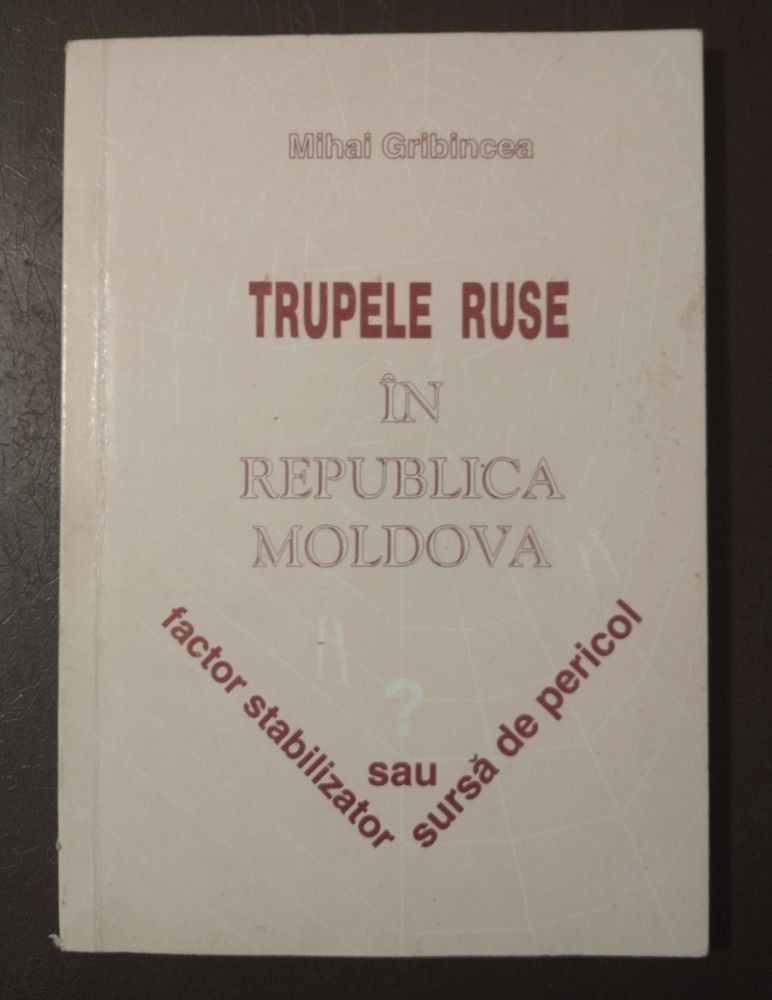 Mihai Gribincea
TRUPELE RUSE
ÎN
REPUBLICA
MOLDOVA
factor stabilizator
sau
sursă de pericol
?